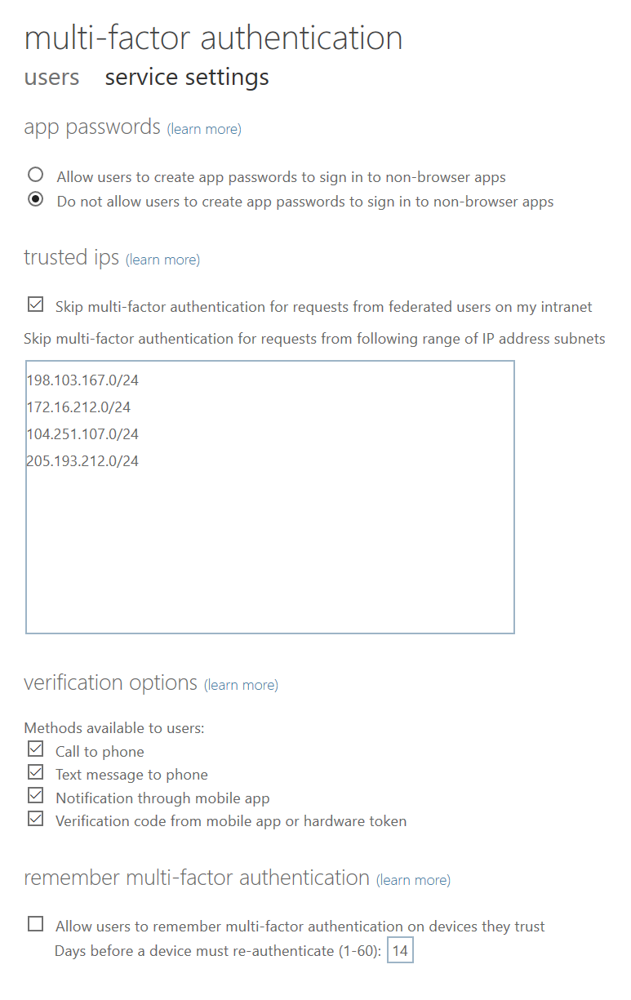 multi-factor authentication
users service settings
app passwords (learn more)
Allow users to create app passwords to sign in to non-browser apps
Do not allow users to create app passwords to sign in to non-browser apps
trusted ips (learn more)
Skip multi-factor authentication for requests from federated users on my intranet
Skip multi-factor authentication for requests from following range of IP address subnets
198.103.167.0/24
172.16.212.0/24
104.251.107.0/24
205.193.212.0/24
verification options (learn more)
Methods available to users:
Call to phone
Text message to phone
Notification through mobile app
Verification code from mobile app or hardware token
remember multi-factor authentication (learn more)
Allow users to remember multi-factor authentication on devices they trust
Days before a device must re-authenticate (1-60): 14